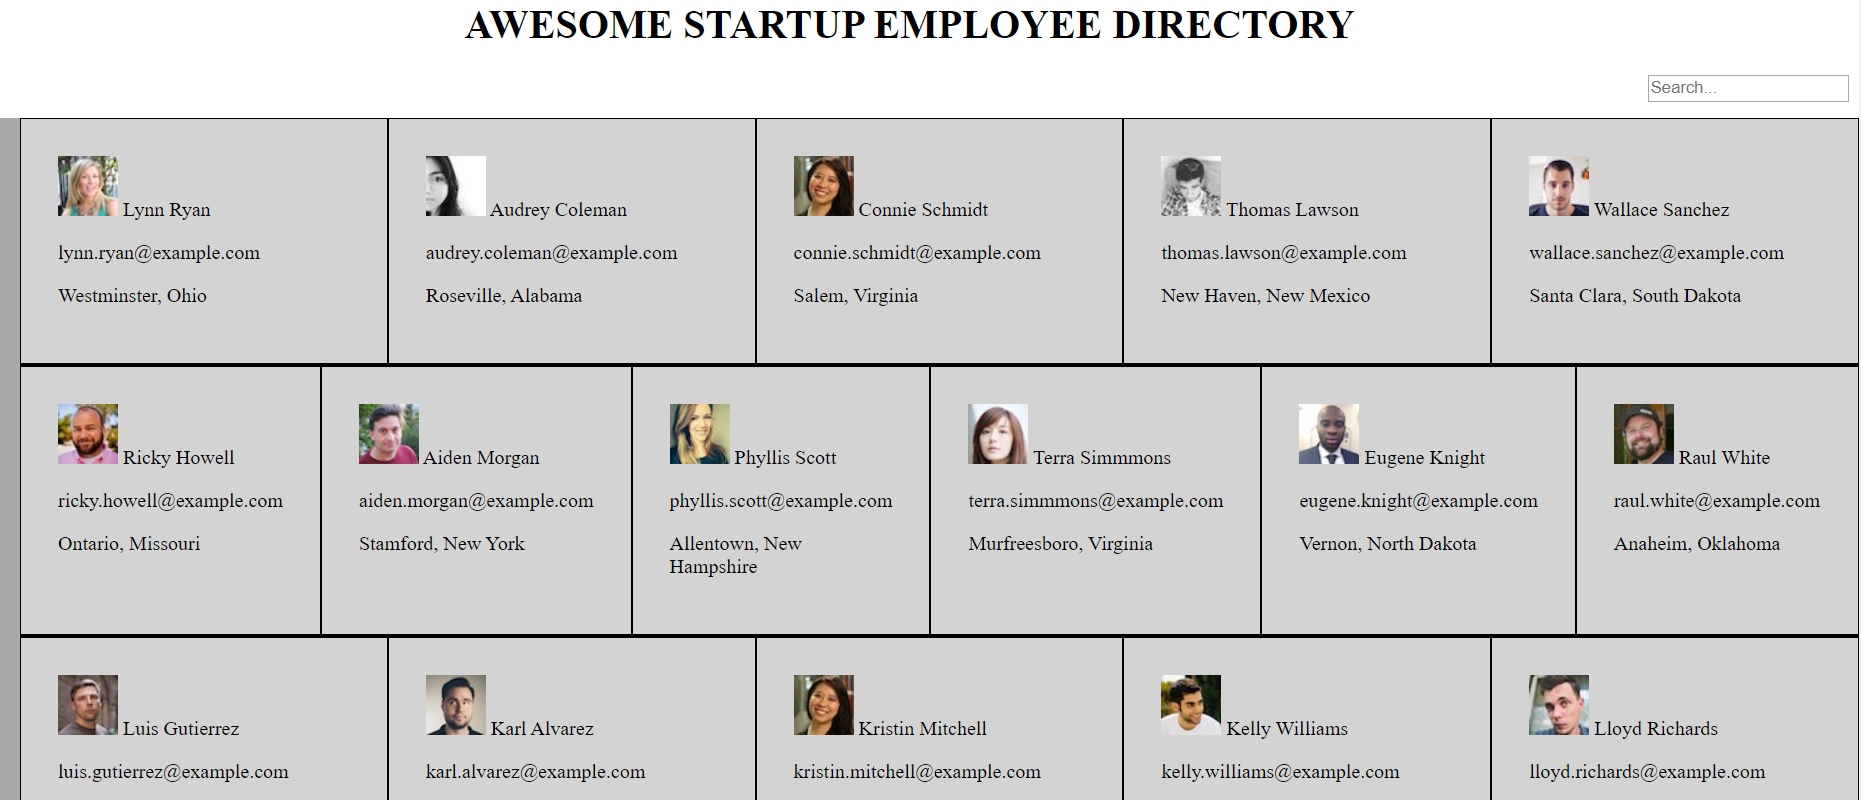 AWESOME STARTUP EMPLOYEE DIRECTORY
Search...
Lynn Ryan
lynn.ryan@example.com
Westminster, Ohio
Audrey Coleman
audrey.coleman@example.com
Roseville, Alabama
Connie Schmidt
connie.schmidt@example.com
Salem, Virginia
Thomas Lawson
thomas.lawson@example.com
New Haven, New Mexico
Wallace Sanchez
wallace.sanchez@example.com
Santa Clara, South Dakota
Ricky Howell
ricky.howell@example.com
Ontario, Missouri
Aiden Morgan
aiden.morgan@example.com
Stamford, New York
Phyllis Scott
phyllis.scott@example.com
Allentown, New
Hampshire
Terra Simmmons
terra.simmmons@example.com
Murfreesboro, Virginia
Eugene Knight
eugene.knight@example.com
Vernon, North Dakota
Raul White
raul.white@example.com
Anaheim, Oklahoma
Luis Gutierrez
luis.gutierrez@example.com
Karl Alvarez
karl.alvarez@example.com
Kristin Mitchell
kristin.mitchell@example.com
Kelly Williams
kelly.williams@example.com
Lloyd Richards
lloyd.richards@example.com